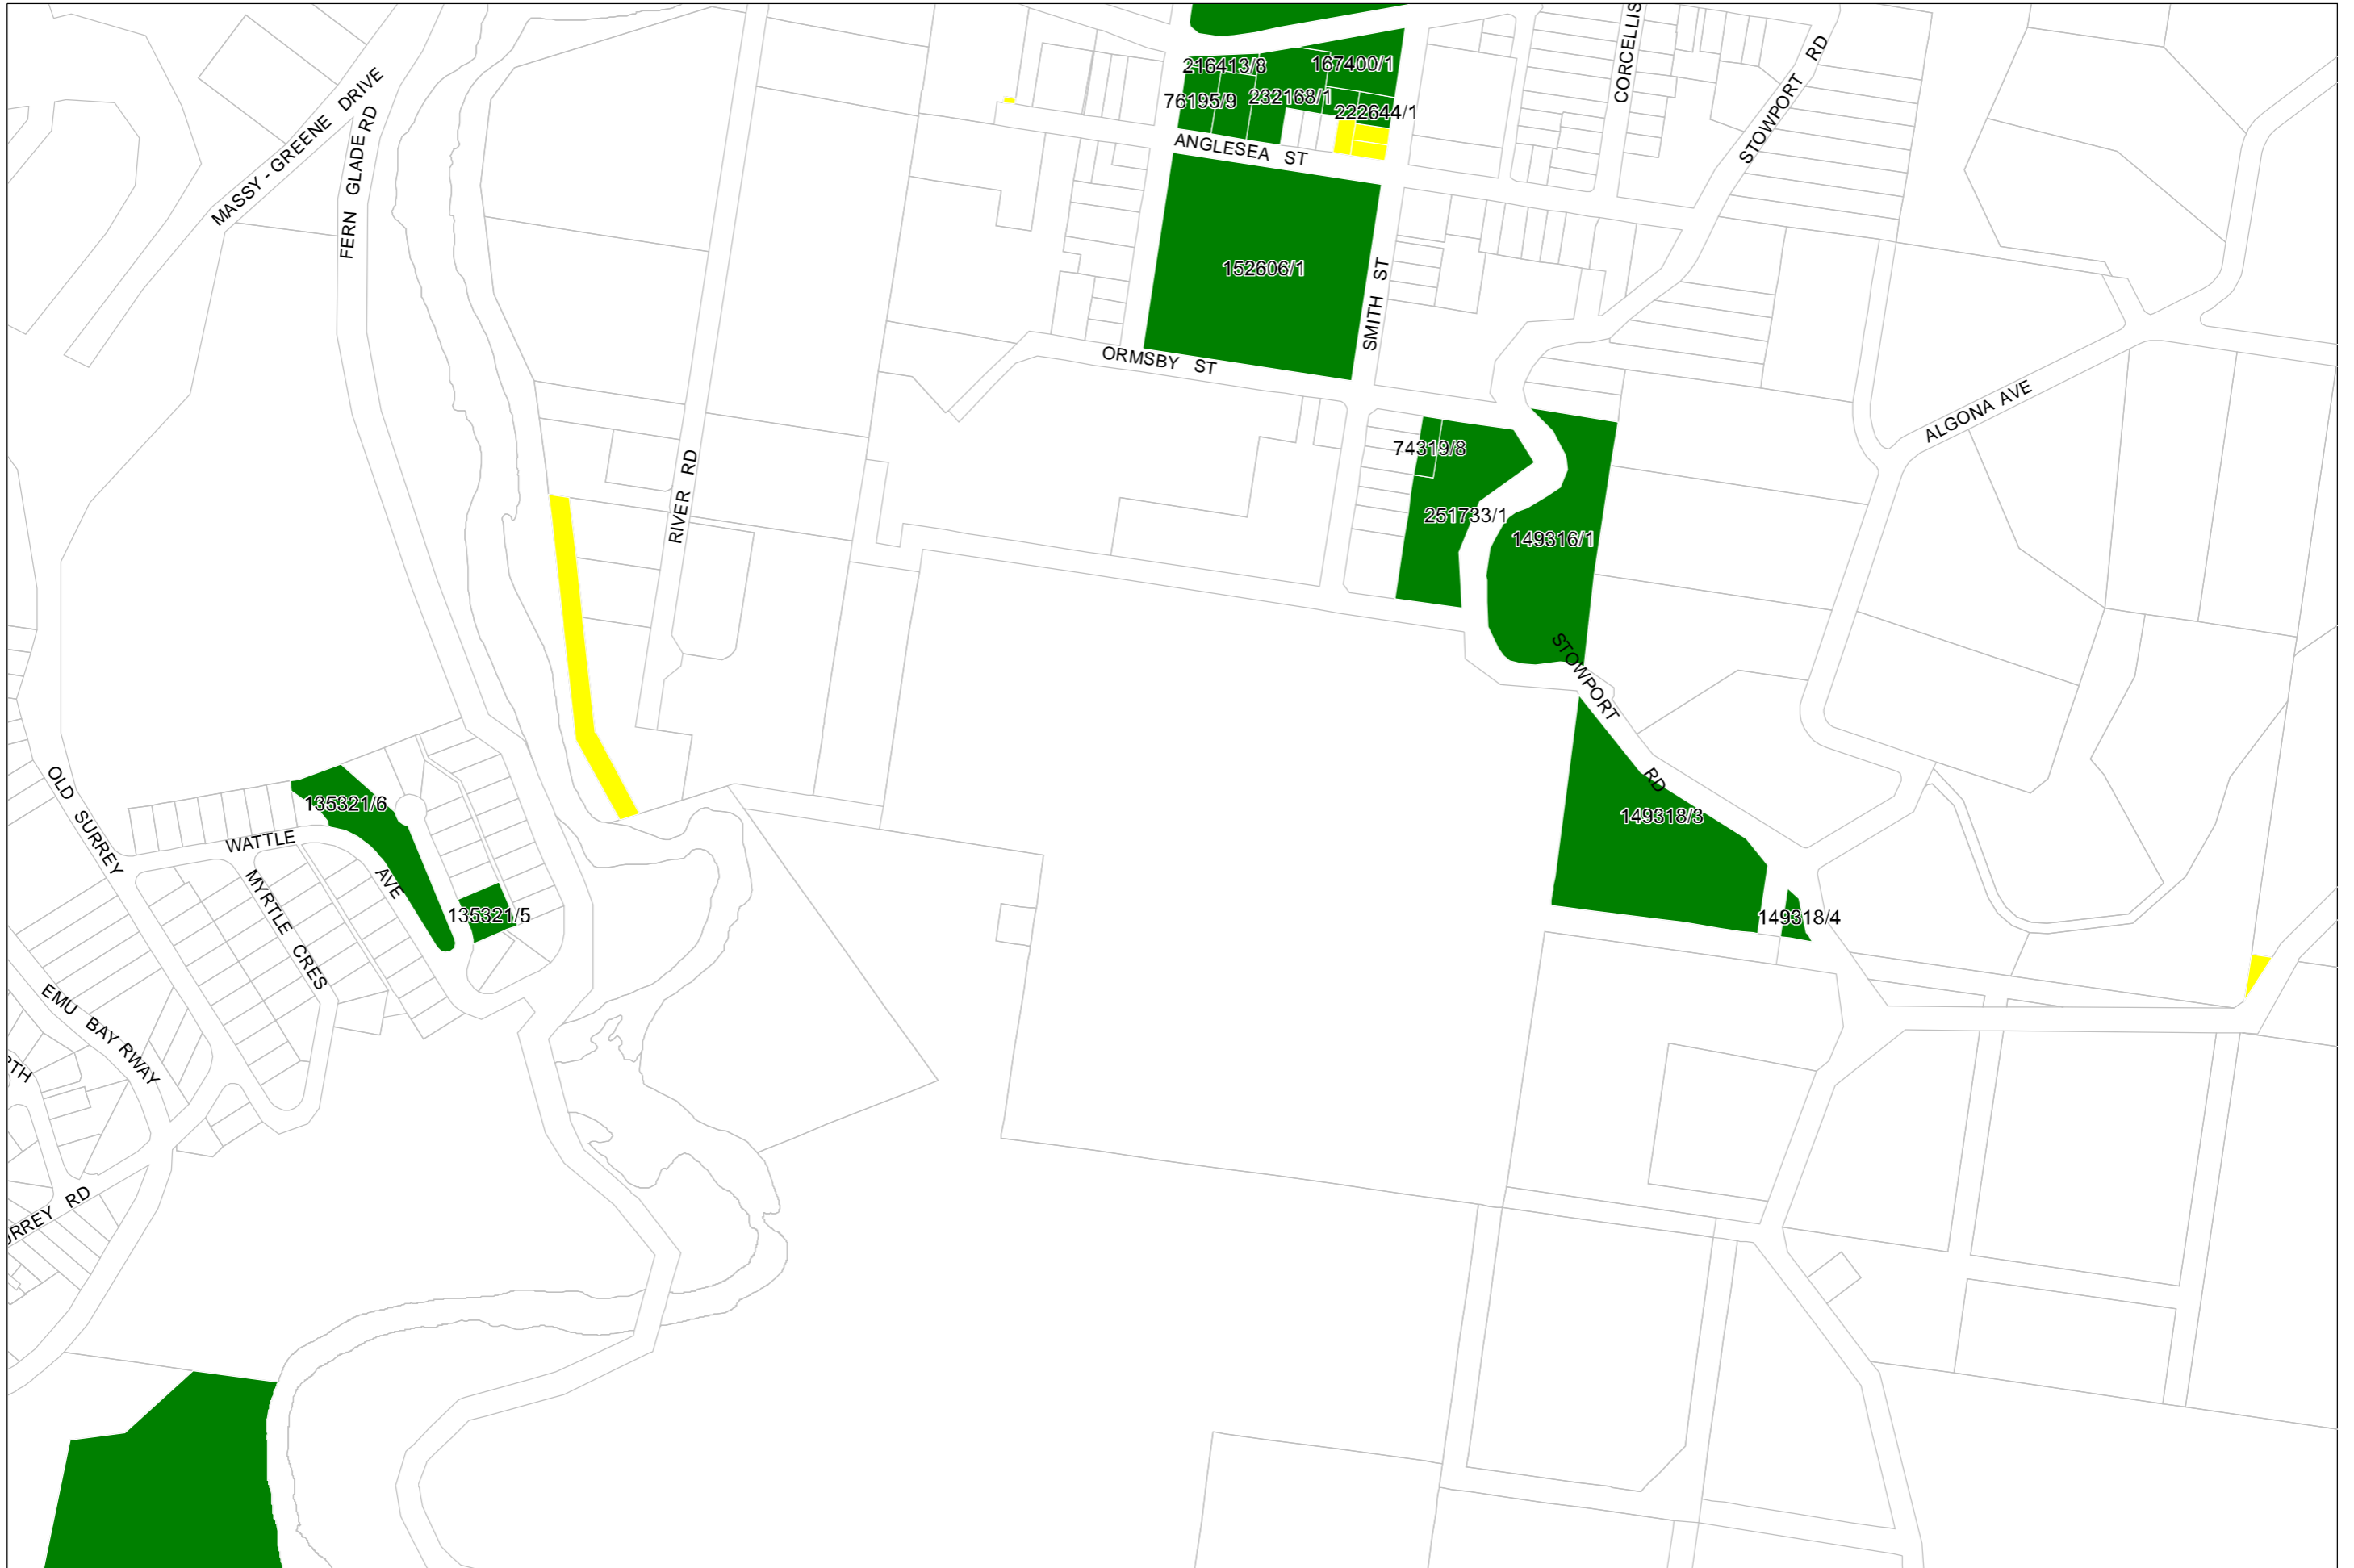 CORCELLIS
216413/8
167400/1
MASSY - GREENE DRIVE
STOWPORT RD
76195/9
232168/1
222644/1
FERN GLADE RD
ANGLESEA ST
152606/1
SMITH ST
ORMSBY ST
ALGONA AVE
74319/8
RIVER RD
251733/1
149316/1
STOWPORT RD
OLD SURREY
135321/6
149318/3
WATTLE AVE
MYRTLE CRES
135321/5
149318/4
EMU BAY RWAY
RTH
URREY RD